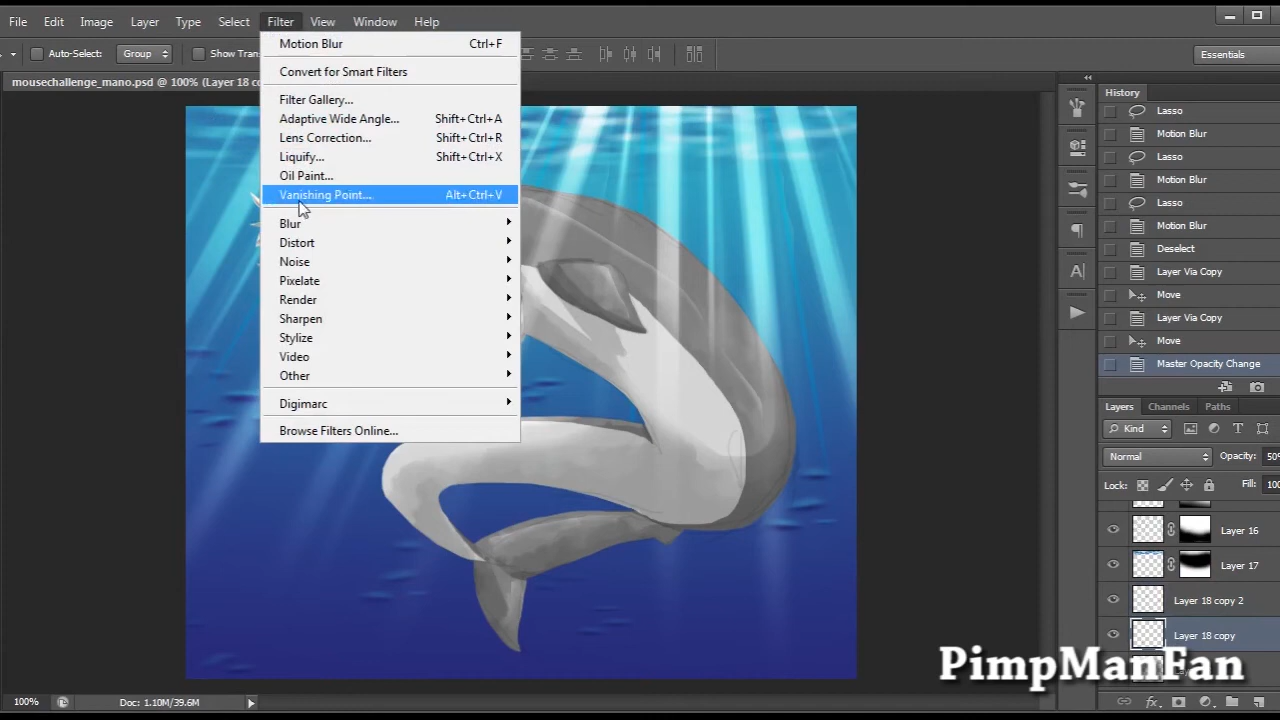 File Edit Image Layer Type Select Filter View Window Help
Auto-Select: Group Show Tran
Essentials
mousechallenge_mano.psd @ 100% (Layer 18 co
Motion Blur Ctrl+F
Convert for Smart Filters
Filter Gallery...
Adaptive Wide Angle... Shift+Ctrl+A
Lens Correction... Shift+Ctrl+R
Liquify... Shift+Ctrl+X
Oil Paint...
Vanishing Point... Alt+Ctrl+V
Blur
Distort
Noise
Pixelate
Render
Sharpen
Stylize
Video
Other
Digimarc
Browse Filters Online...
History
Lasso
Motion Blur
Lasso
Motion Blur
Lasso
Motion Blur
Deselect
Layer Via Copy
Move
Layer Via Copy
Move
Master Opacity Change
Layers Channels Paths
Kind
Normal Opacity: 50%
Lock: Fill: 100
Layer 16
Layer 17
Layer 18 copy 2
Layer 18 copy
PimpManFan
100% Doc: 1.10M/39.6M